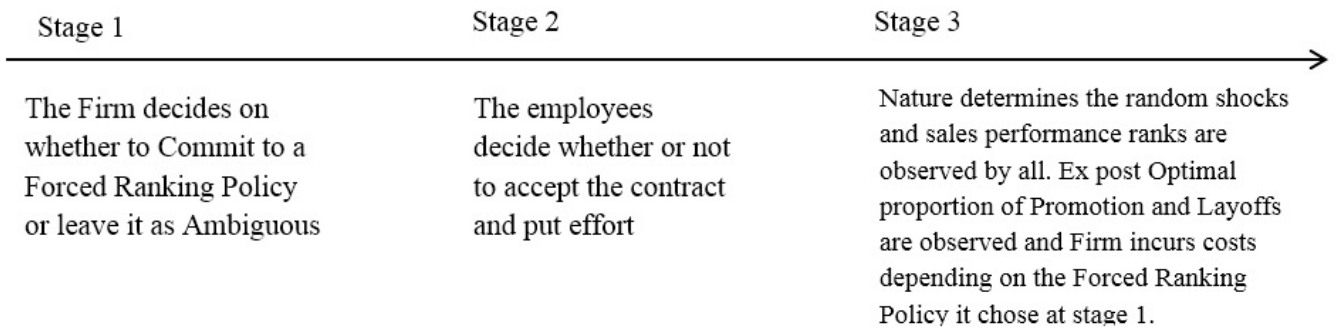 Stage 1
Stage 2
Stage 3
The Firm decides on
whether to Commit to a
Forced Ranking Policy
or leave it as Ambiguous
The employees
decide whether or not
to accept the contract
and put effort
Nature determines the random shocks
and sales performance ranks are
observed by all. Ex post Optimal
proportion of Promotion and Layoffs
are observed and Firm incurs costs
depending on the Forced Ranking
Policy it chose at stage 1.